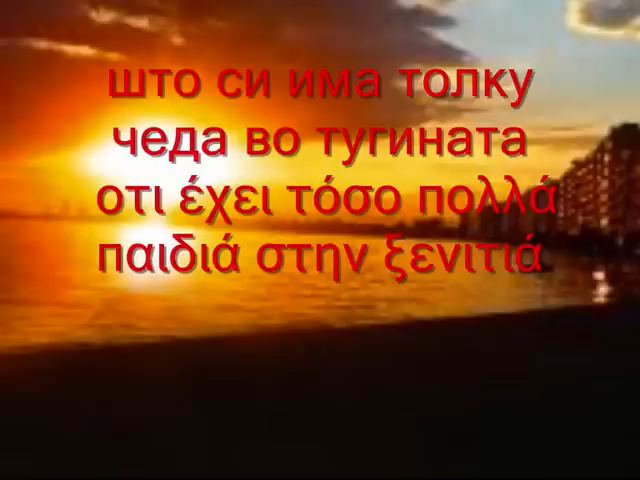 што си има толку
чеда во тугината
οτι έχει τόσο πολλά
παιδιά στην ξενιτιά